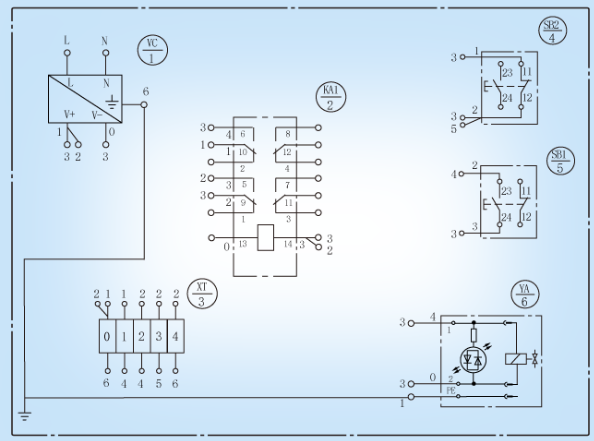 L N
VC
1
L N
V+ V-
6
1 0
3 2 3
KA1
2
3 4 6 8
1 1 10 12
2 4
2 3 5 7
3 2 9 11
1 3
0 13 14 3 3
2
SB2
4
3 1
23 11
24 12
3 2
5
SB1
5
4 2
23 11
24 12
3 3
XT
3
2 1 1 2 2 2
0 1 2 3 4
6 4 4 5 6
YA
6
3 4 1
3 0 2
1 PE